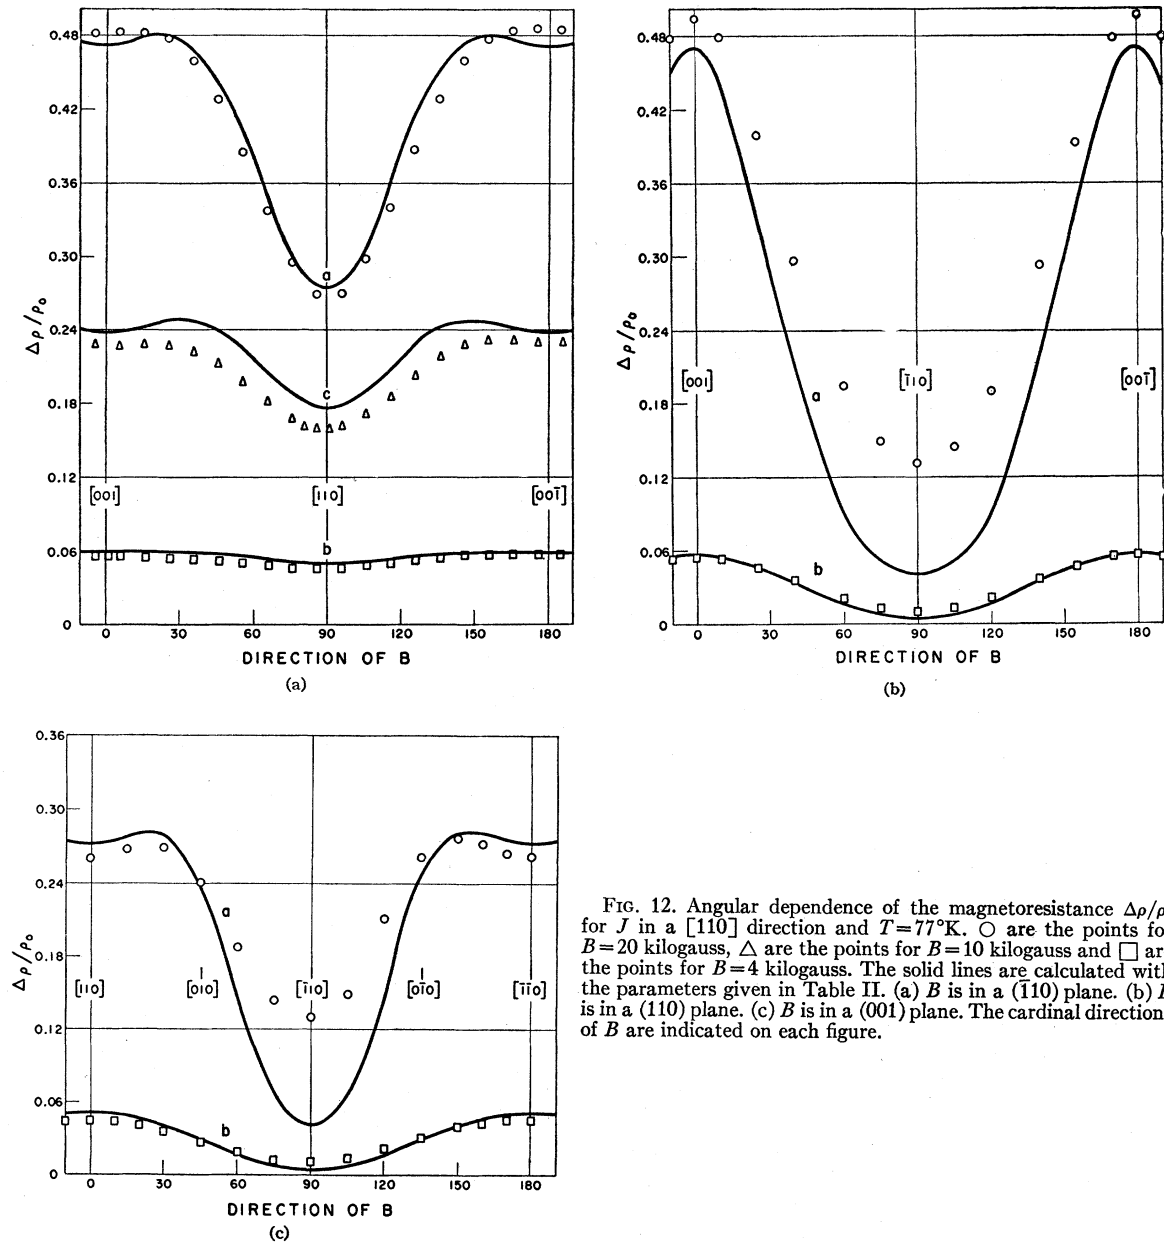 0.48
0.42
0.36
0.30
0.24
0.18
0.12
0.06
0
Δρ/ρ₀
a
c
[001]
[110]
[001̄]
b
0 30 60 90 120 150 180
DIRECTION OF B
(a)
0.48
0.42
0.36
0.30
0.24
0.18
0.12
0.06
0
Δρ/ρ₀
[001]
[1̄10]
[001̄]
a
b
0 30 60 90 120 150 180
DIRECTION OF B
(b)
0.36
0.30
0.24
0.18
0.12
0.06
0
Δρ/ρ₀
a
[110]
[010]
[1̄10]
[01̄0]
[1̄1̄0]
b
0 30 60 90 120 150 180
DIRECTION OF B
(c)
FIG. 12. Angular dependence of the magnetoresistance Δρ/ρ
for J in a [110] direction and T=77°K. ○ are the points fo
B=20 kilogauss, △ are the points for B=10 kilogauss and □ ar
the points for B=4 kilogauss. The solid lines are calculated with
the parameters given in Table II. (a) B is in a (1̄10) plane. (b) B
is in a (110) plane. (c) B is in a (001) plane. The cardinal direction
of B are indicated on each figure.